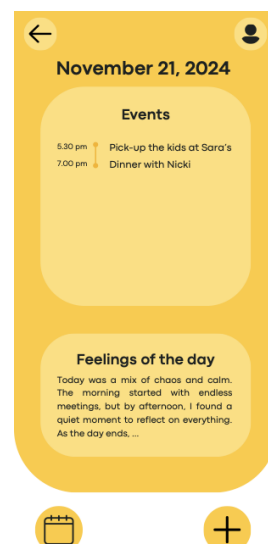 November 21, 2024
Events
5.30 pm Pick-up the kids at Sara's
7.00 pm Dinner with Nicki
Feelings of the day
Today was a mix of chaos and calm.
The morning started with endless
meetings, but by afternoon, I found a
quiet moment to reflect on everything.
As the day ends, ...